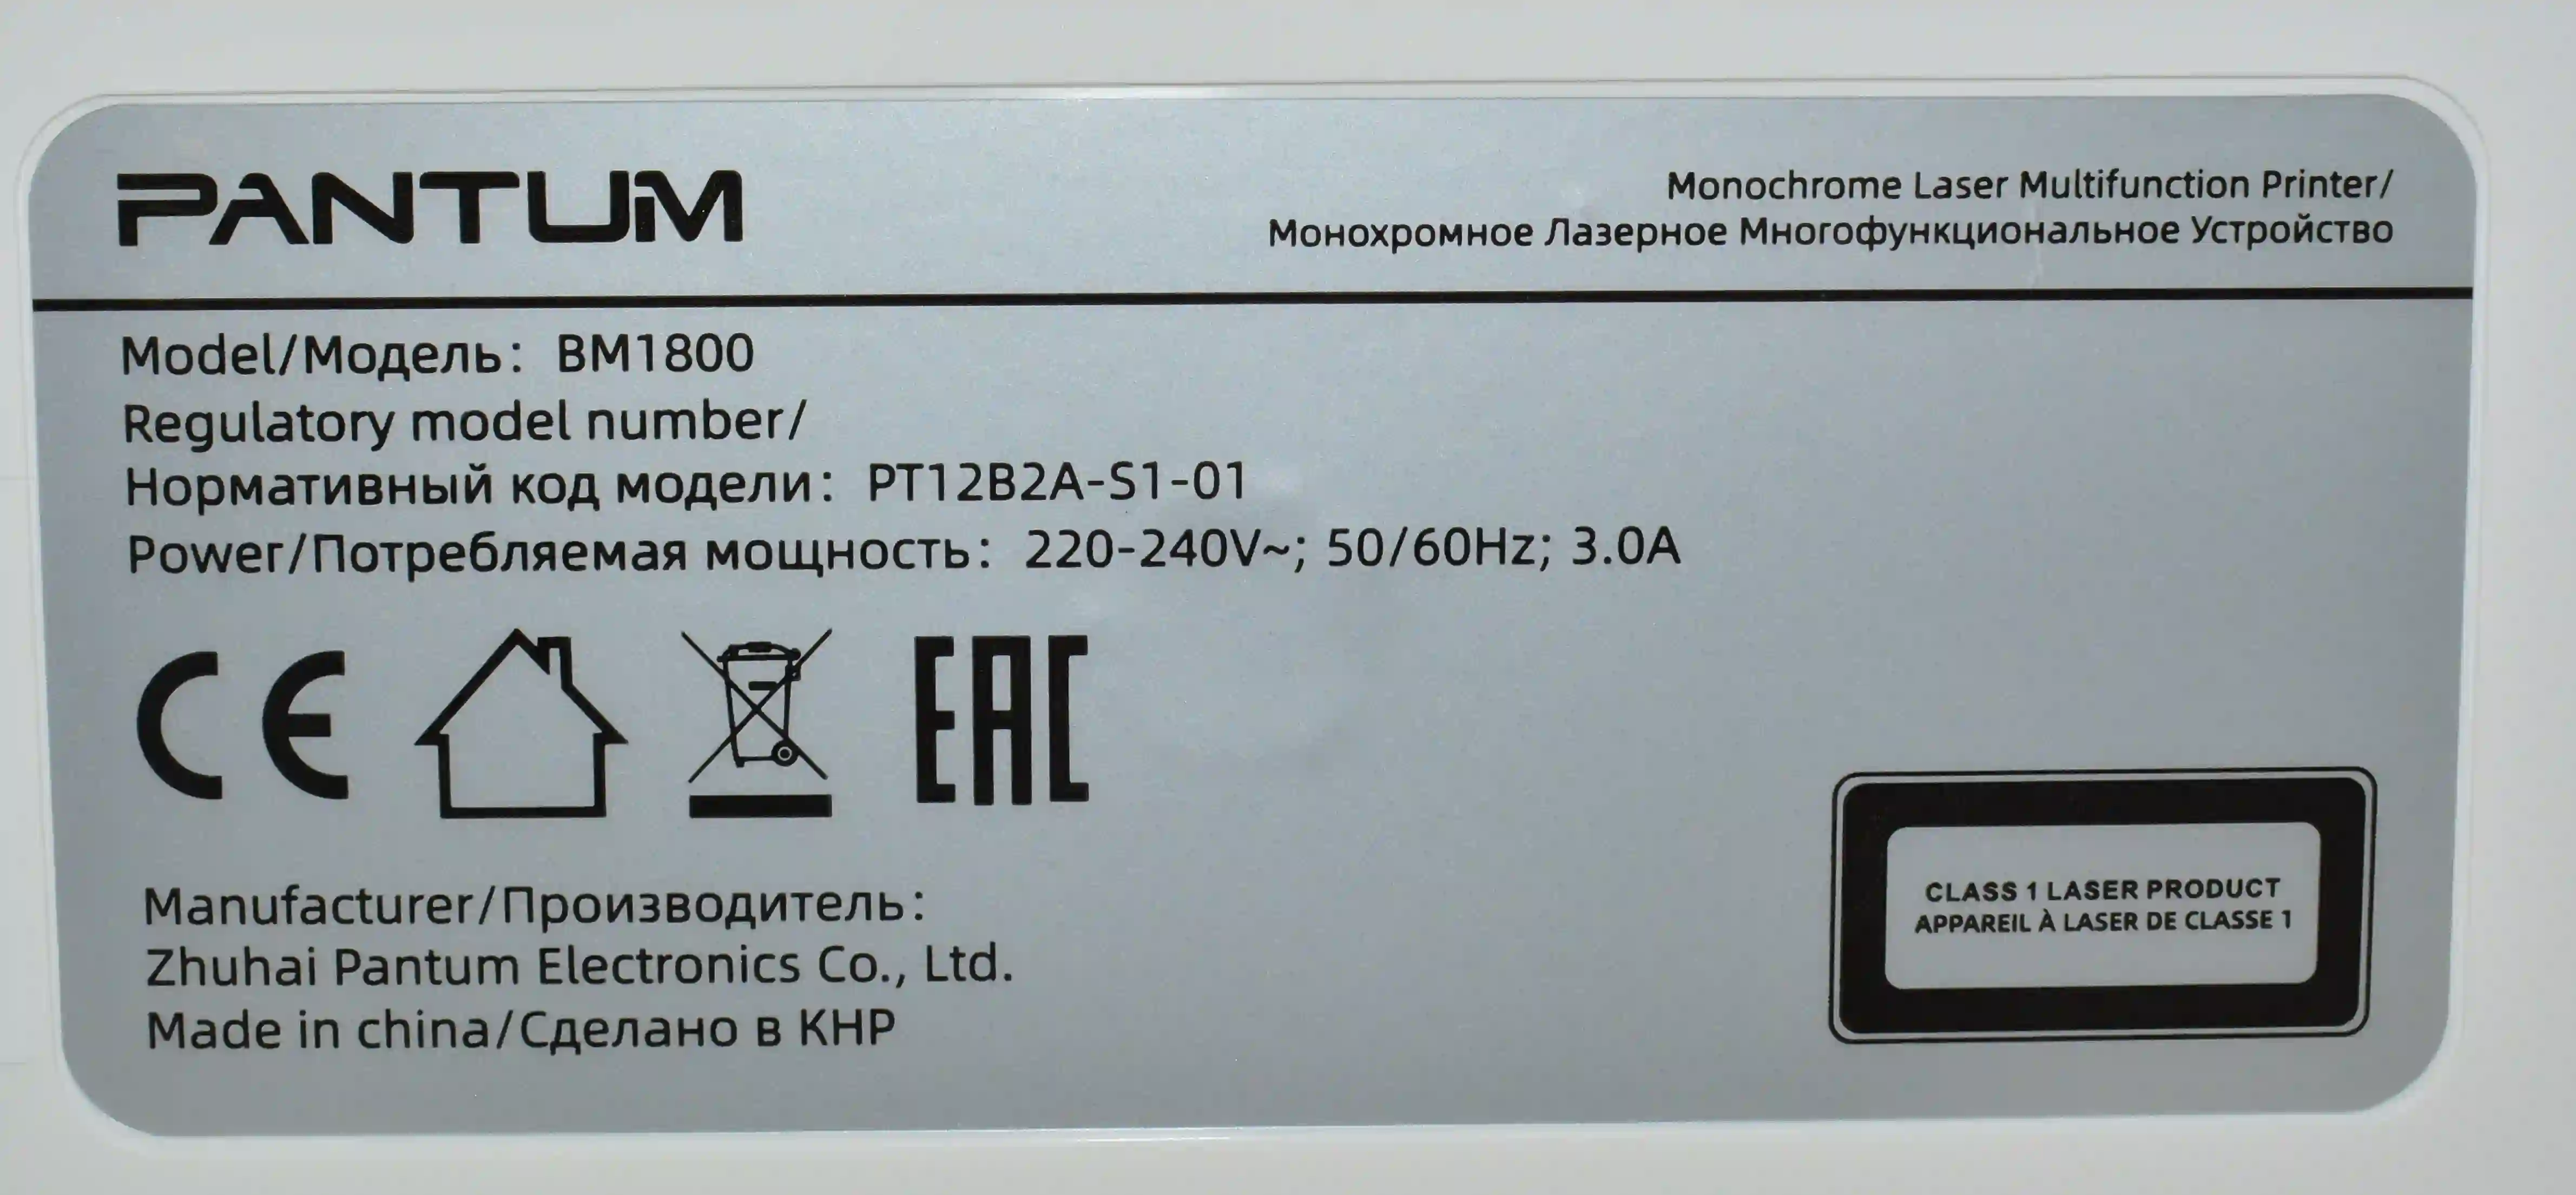 PANTUM
Monochrome Laser Multifunction Printer/
Монохромное Лазерное Многофункциональное Устройство
Model/Модель: BM1800
Regulatory model number/
Нормативный код модели: PT12B2A-S1-01
Power/Потребляемая мощность: 220-240V~; 50/60Hz; 3.0A
CE
EAC
Manufacturer/Производитель:
Zhuhai Pantum Electronics Co., Ltd.
Made in china/Сделано в КНР
CLASS 1 LASER PRODUCT
APPAREIL À LASER DE CLASSE 1